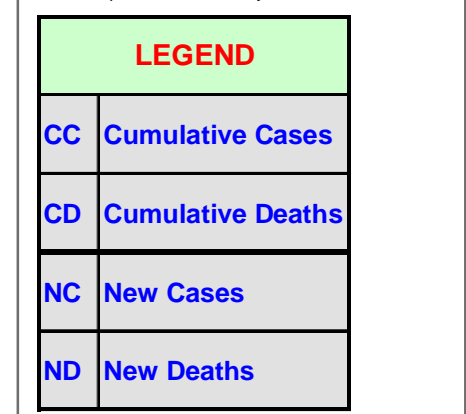 LEGEND
CC Cumulative Cases
CD Cumulative Deaths
NC New Cases
ND New Deaths